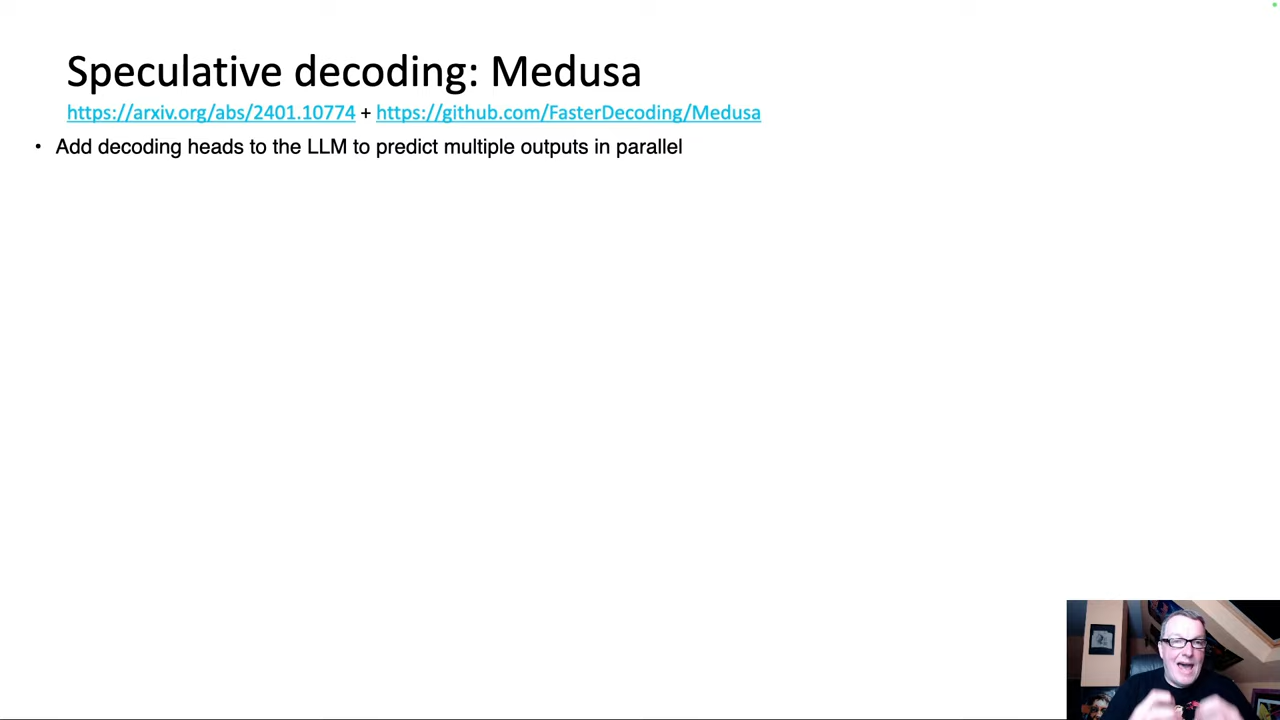 Speculative decoding: Medusa
https://arxiv.org/abs/2401.10774 + https://github.com/FasterDecoding/Medusa
• Add decoding heads to the LLM to predict multiple outputs in parallel